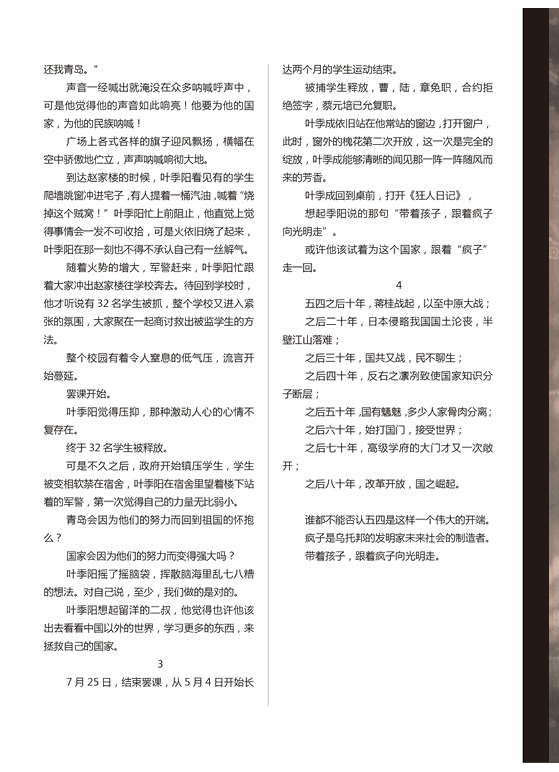 还我青岛。”
声音一经喊出就淹没在众多呐喊呼声中，
可是他觉得他的声音如此响亮！他要为他的国
家，为他的民族呐喊！
广场上各式各样的旗子迎风飘扬，横幅在
空中骄傲地伫立，声声呐喊响彻大地。
到达赵家楼的时候，叶季阳看见有的学生
爬墙跳窗冲进宅子，有人提着一桶汽油，喊着“烧
掉这个贼窝！”叶季阳忙上前阻止，他直觉上觉
得事情会一发不可收拾，可是火依旧烧了起来，
叶季阳在那一刻也不得不承认自己有一丝解气。
随着火势的增大，军警赶来，叶季阳忙跟
着大家冲出赵家楼往学校奔去。待回到学校时，
他才听说有 32 名学生被抓，整个学校又进入紧
张的氛围，大家聚在一起商讨救出被监学生的方
法。
整个校园有着令人窒息的低气压，流言开
始蔓延。
罢课开始。
叶季阳觉得压抑，那种激动人心的心情不
复存在。
终于 32 名学生被释放。
可是不久之后，政府开始镇压学生，学生
被变相软禁在宿舍，叶季阳在宿舍里望着楼下站
着的军警，第一次觉得自己的力量无比弱小。
青岛会因为他们的努力而回到祖国的怀抱
么？
国家会因为他们的努力而变得强大吗？
叶季阳摇了摇脑袋，挥散脑海里乱七八糟
的想法。对自己说，至少，我们做的是对的。
叶季阳想起留洋的二叔，他觉得也许他该
出去看看中国以外的世界，学习更多的东西，来
拯救自己的国家。
3
7 月 25 日，结束罢课，从 5 月 4 日开始长
达两个月的学生运动结束。
被捕学生释放，曹，陆，章免职，合约拒
绝签字，蔡元培已允复职。
叶季成依旧站在他常站的窗边，打开窗户，
此时，窗外的槐花第二次开放，这一次是完全的
绽放，叶季成能够清晰的闻见那一阵一阵随风而
来的芳香。
叶季成回到桌前，打开《狂人日记》，
想起季阳说的那句“带着孩子，跟着疯子
向光明走”。
或许他该试着为这个国家，跟着“疯子”
走一回。
4
五四之后十年，蒋桂战起，以至中原大战；
之后二十年，日本侵略我国国土沦丧，半
壁江山落难；
之后三十年，国共又战，民不聊生；
之后四十年，反右之凛冽致使国家知识分
子断层；
之后五十年，国有魑魅，多少人家骨肉分离；
之后六十年，始打国门，接受世界；
之后七十年，高级学府的大门才又一次敞
开；
之后八十年，改革开放，国之崛起。
谁都不能否认五四是这样一个伟大的开端。
疯子是乌托邦的发明家未来社会的制造者。
带着孩子，跟着疯子向光明走。